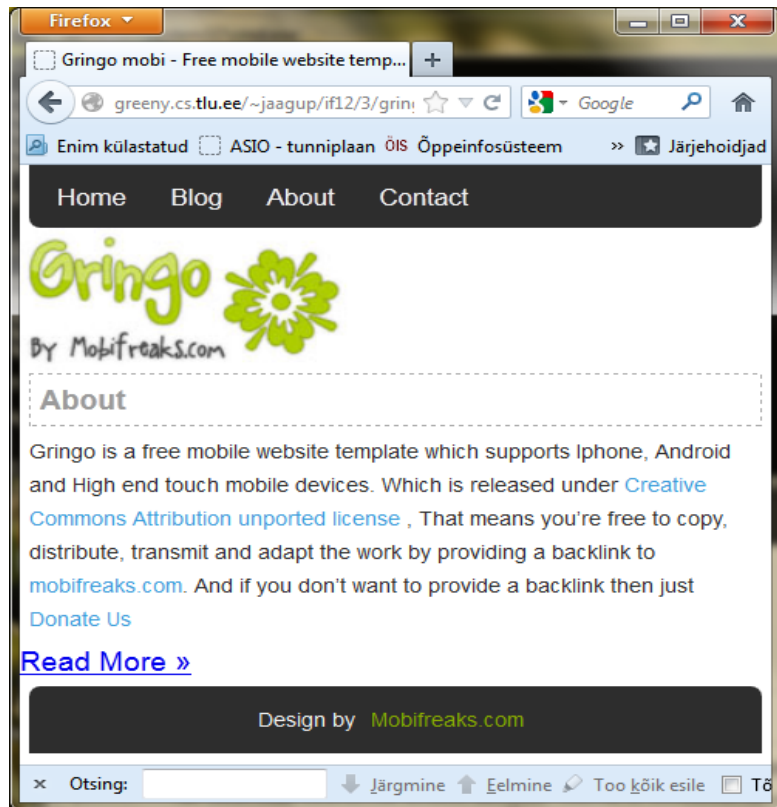 Firefox
Gringo mobi - Free mobile website temp...
greeny.cs.tlu.ee/~jaagup/if12/3/grin Google
Enim külastatud ASIO - tunniplaan ÖIS Õppeinfosüsteem » Järjehoidjad
Home Blog About Contact
Gringo
By Mobifreaks.com
About
Gringo is a free mobile website template which supports Iphone, Android
and High end touch mobile devices. Which is released under Creative
Commons Attribution unported license , That means you’re free to copy,
distribute, transmit and adapt the work by providing a backlink to
mobifreaks.com. And if you don’t want to provide a backlink then just
Donate Us
Read More »
Design by Mobifreaks.com
× Otsing: Järgmine Eelmine Too kõik esile Tõ